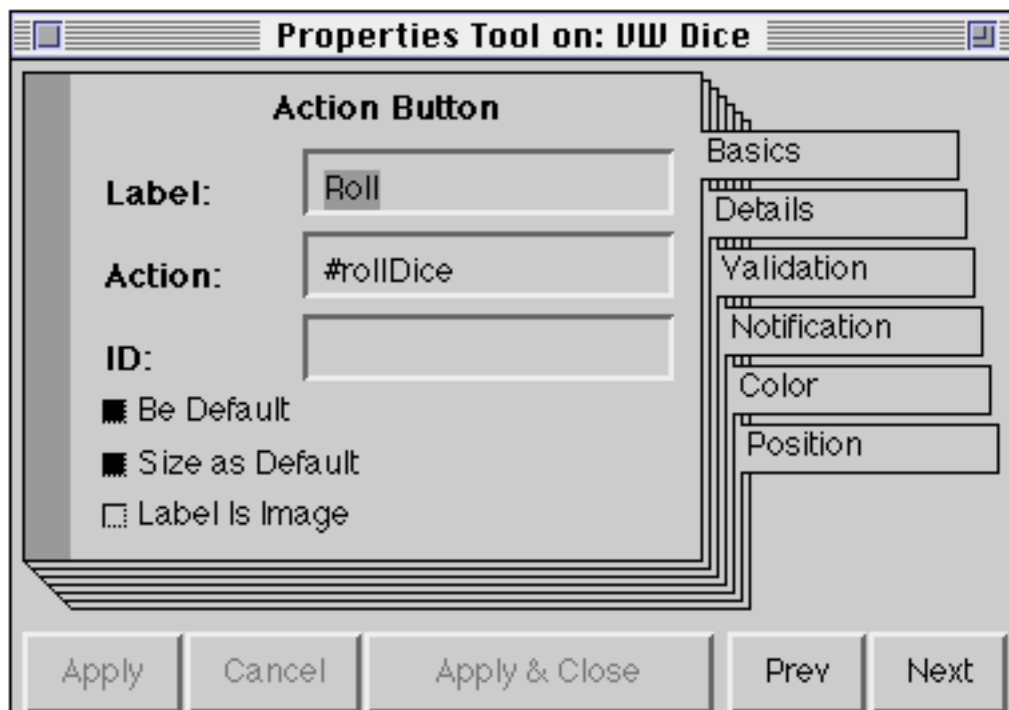 Properties Tool on: VW Dice
Action Button
Label: Roll
Action: #rollDice
ID:
Be Default
Size as Default
Label Is Image
Basics
Details
Validation
Notification
Color
Position
Apply Cancel Apply & Close Prev Next